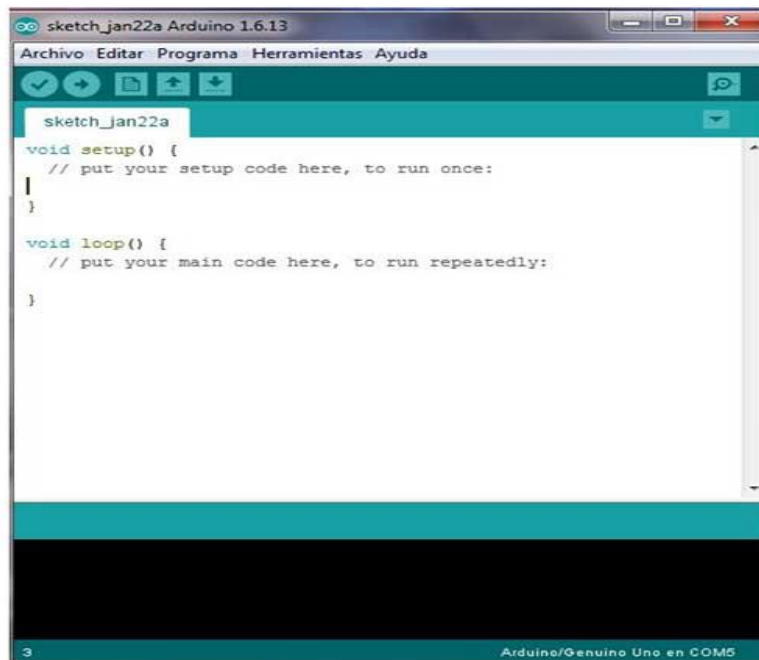 sketch_jan22a Arduino 1.6.13
Archivo Editar Programa Herramientas Ayuda
sketch_jan22a
void setup() {
  // put your setup code here, to run once:

}

void loop() {
  // put your main code here, to run repeatedly:

}
3 Arduino/Genuino Uno en COM5